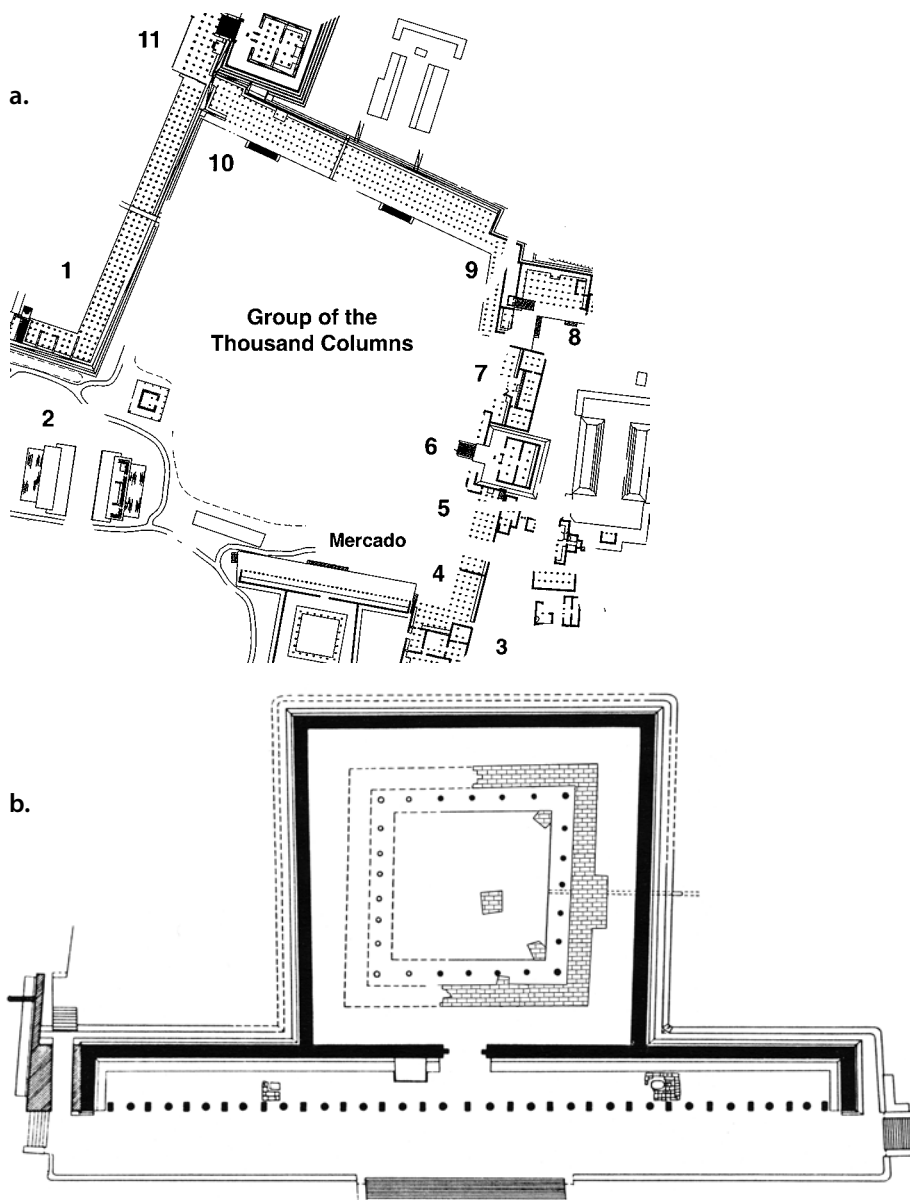 11
a.
10
1
9
Group of the
Thousand Columns
8
7
2
6
5
Mercado
4
3
b.